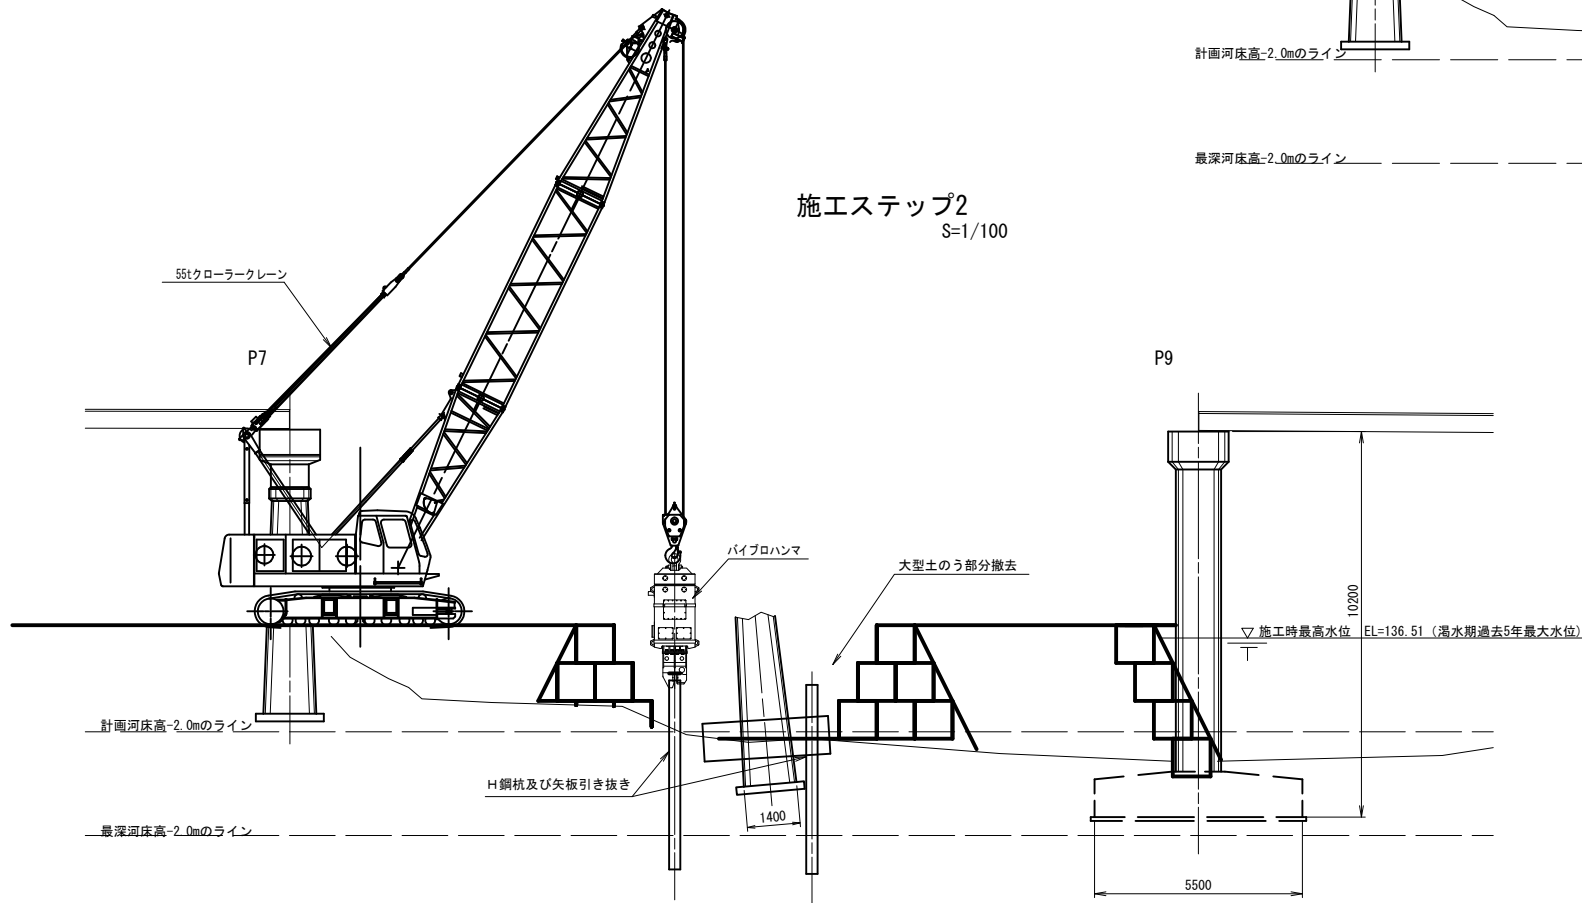 計画河床高-2.0mのライン
最深河床高-2.0mのライン
施工ステップ2
S=1/100
55tクローラークレーン
P7
P9
バイブロハンマ
大型土のう部分撤去
10200
施工時最高水位 EL=136.51 (渇水期過去5年最大水位)
計画河床高-2.0mのライン
H鋼杭及び矢板引き抜き
1400
最深河床高-2.0mのライン
5500